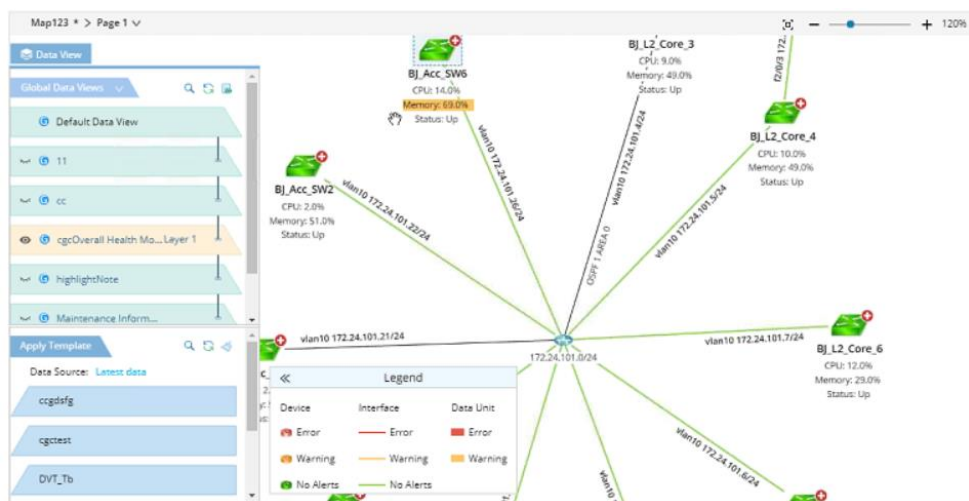 Map123 * > Page 1
120%
Data View
Global Data Views
Default Data View
11
cc
cgcOverall Health Mo... Layer 1
highlightNote
Maintenance Inform...
Apply Template
Data Source: Latest data
ccgdsfg
cgctest
DVT_Tb
BJ_Acc_SW6
CPU: 14.0%
Memory: 69.0%
Status: Up
BJ_L2_Core_3
CPU: 9.0%
Memory: 49.0%
Status: Up
f2/0/3 172.
BJ_L2_Core_4
CPU: 10.0%
Memory: 49.0%
Status: Up
BJ_Acc_SW2
CPU: 2.0%
Memory: 51.0%
Status: Up
vlan10 172.24.101.22/24
vlan10 172.24.101.26/24
vlan10 172.24.101.4/24
OSPF 1 AREA 0
vlan10 172.24.101.5/24
vlan10 172.24.101.21/24
172.24.101.0/24
vlan10 172.24.101.7/24
BJ_L2_Core_6
CPU: 12.0%
Memory: 29.0%
Status: Up
vlan10 172.24.101.6/24
vlan10
Legend
Device Interface Data Unit
Error Error Error
Warning Warning Warning
No Alerts No Alerts